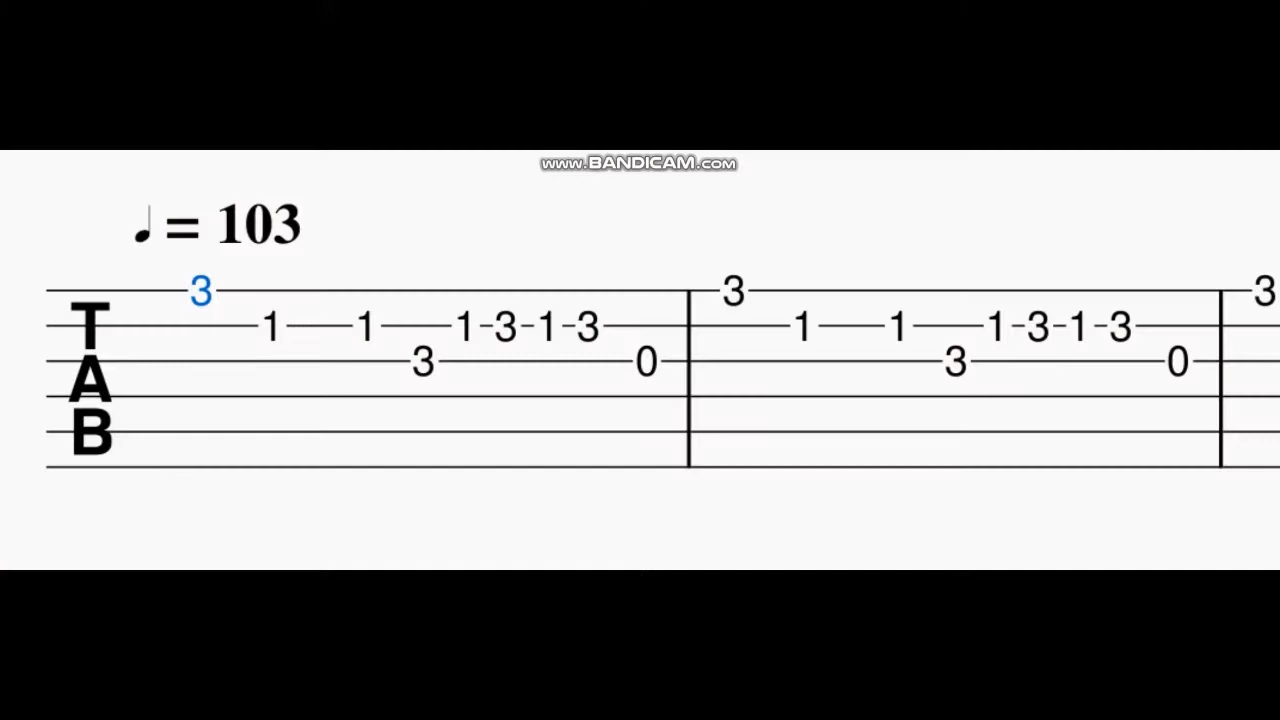 www.BANDICAM.com
♩ = 103
3 3 3
T 1 1 1 3 1 3 1 1 1 3 1 3
A 3 0 3 0
B